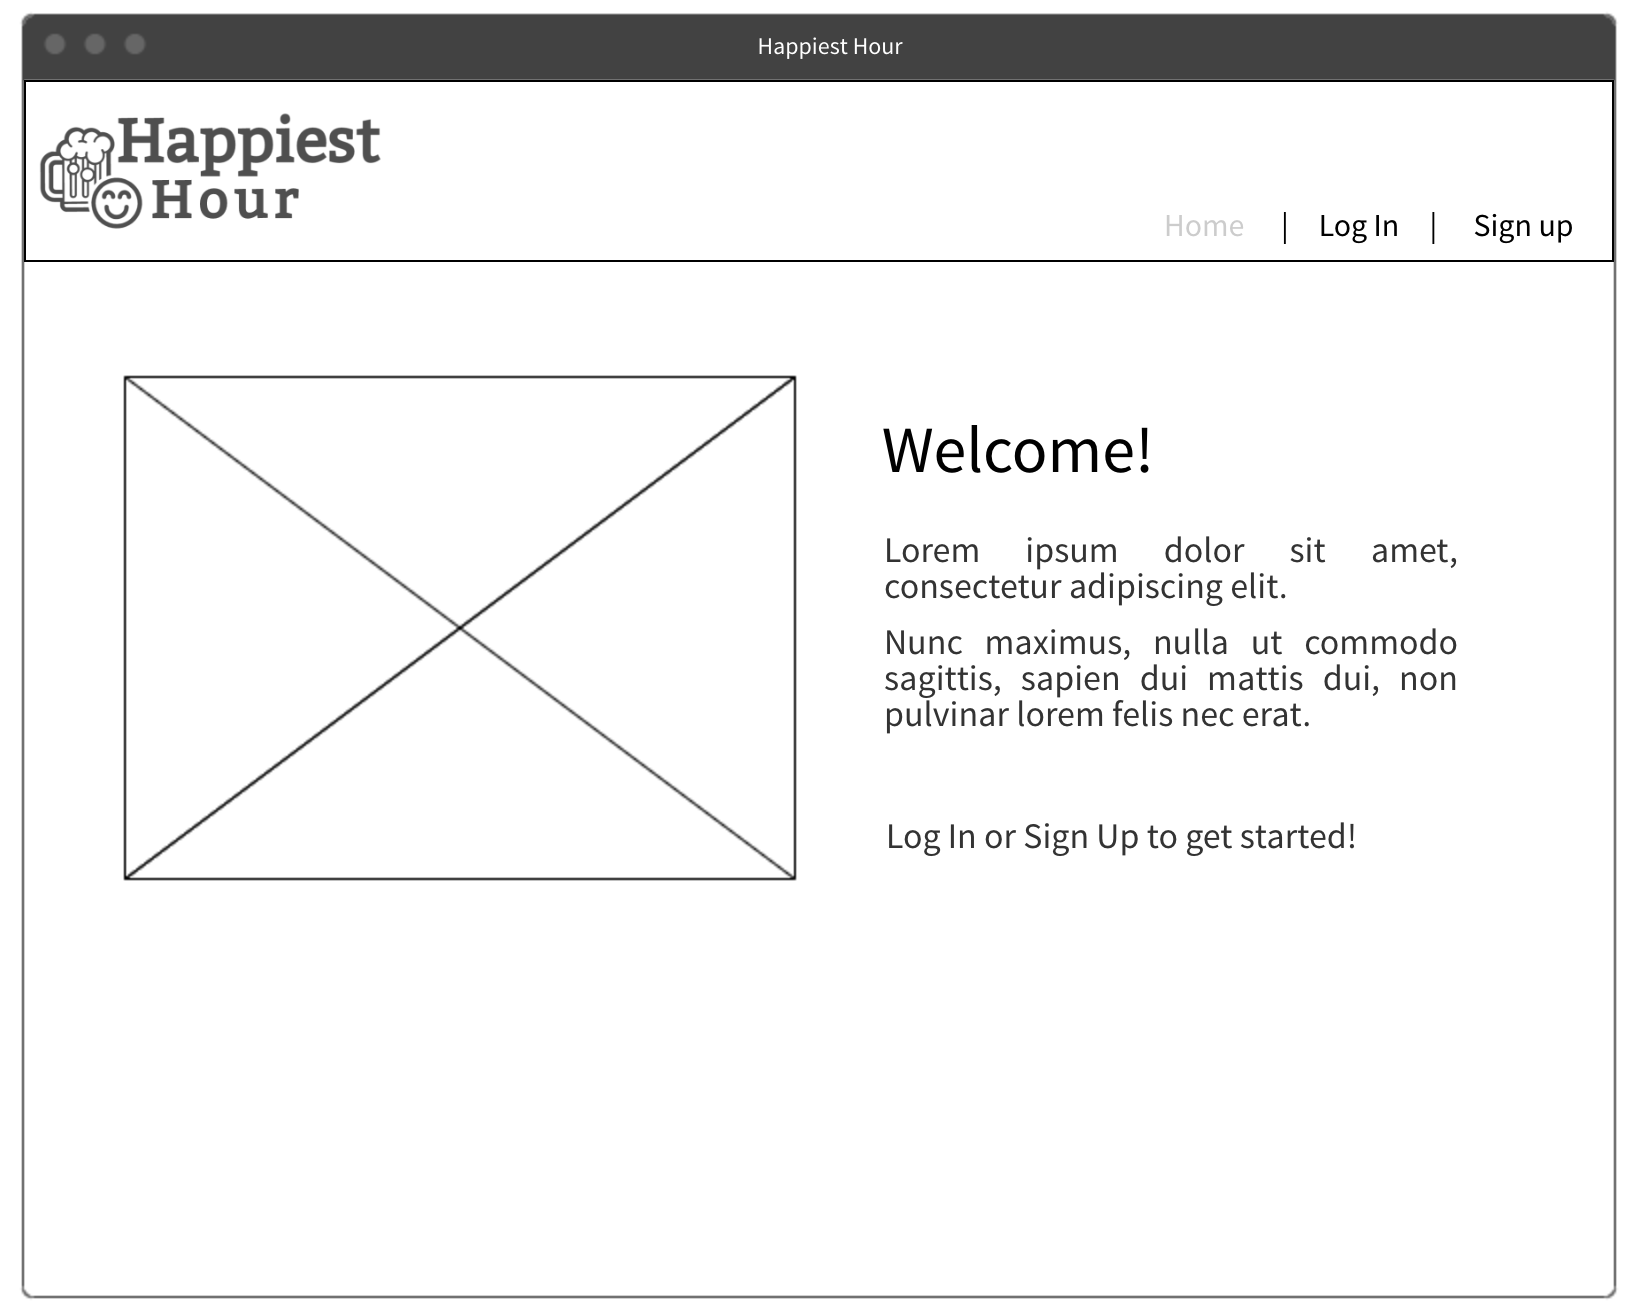 Happiest Hour
Happiest
Hour
Home | Log In | Sign up
Welcome!
Lorem ipsum dolor sit amet,
consectetur adipiscing elit.
Nunc maximus, nulla ut commodo
sagittis, sapien dui mattis dui, non
pulvinar lorem felis nec erat.
Log In or Sign Up to get started!